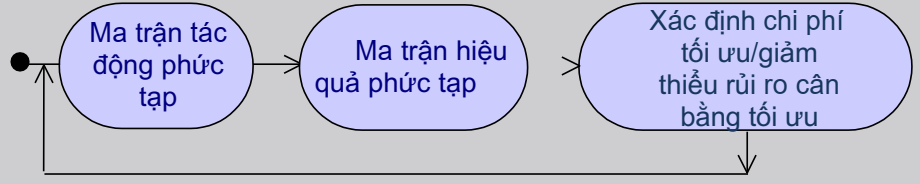 Ma trận tác
động phức
tạp
Ma trận hiệu
quả phức tạp
Xác định chi phí
tối ưu/giảm
thiểu rủi ro cân
bằng tối ưu